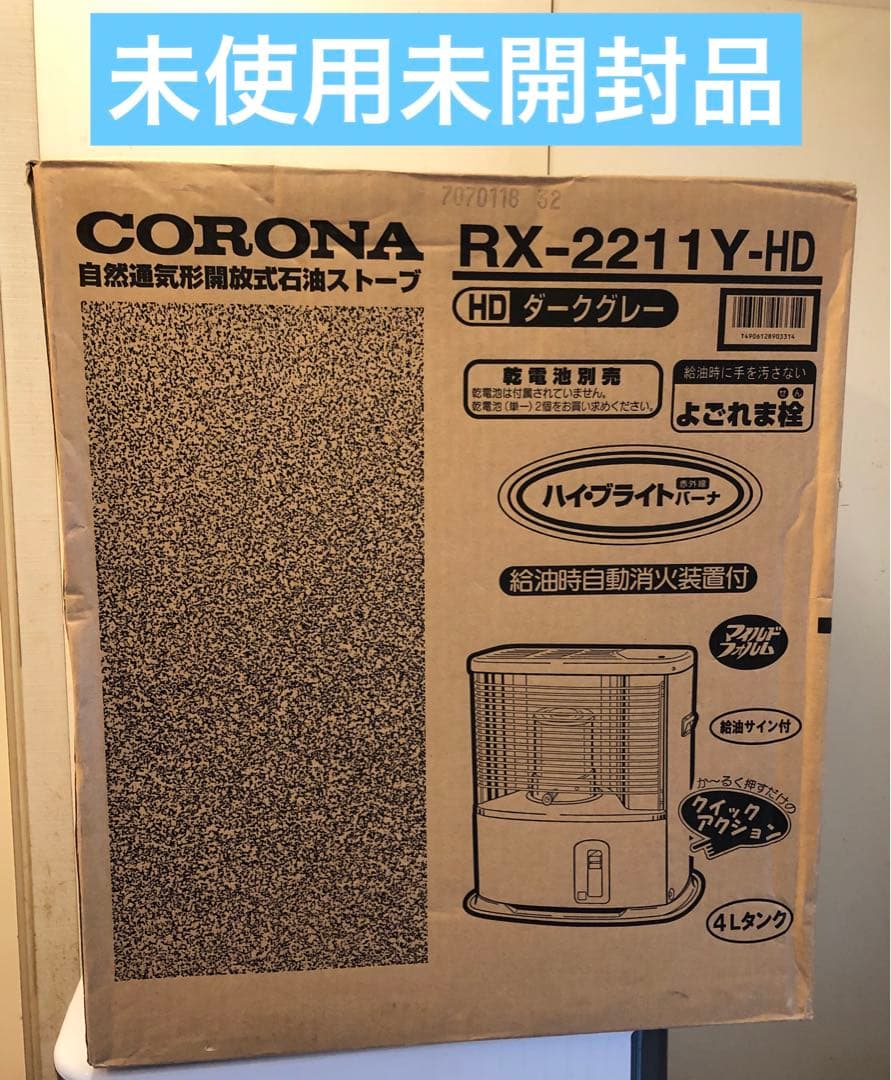 未使用未開封品
7070118 32
CORONA
自然通気形開放式石油ストーブ
RX-2211Y-HD
HD ダークグレー
T4906128903314
乾電池別売
乾電池は付属されていません。
乾電池(単一)2個をお買い求めください。
給油時に手を汚さない
せん
よごれま栓
赤外線
ハイ・ブライトバーナ
給油時自動消火装置付
マイルド
フォルム
給油サイン付
か〜るく押すだけの
クイック
アクション
4Lタンク